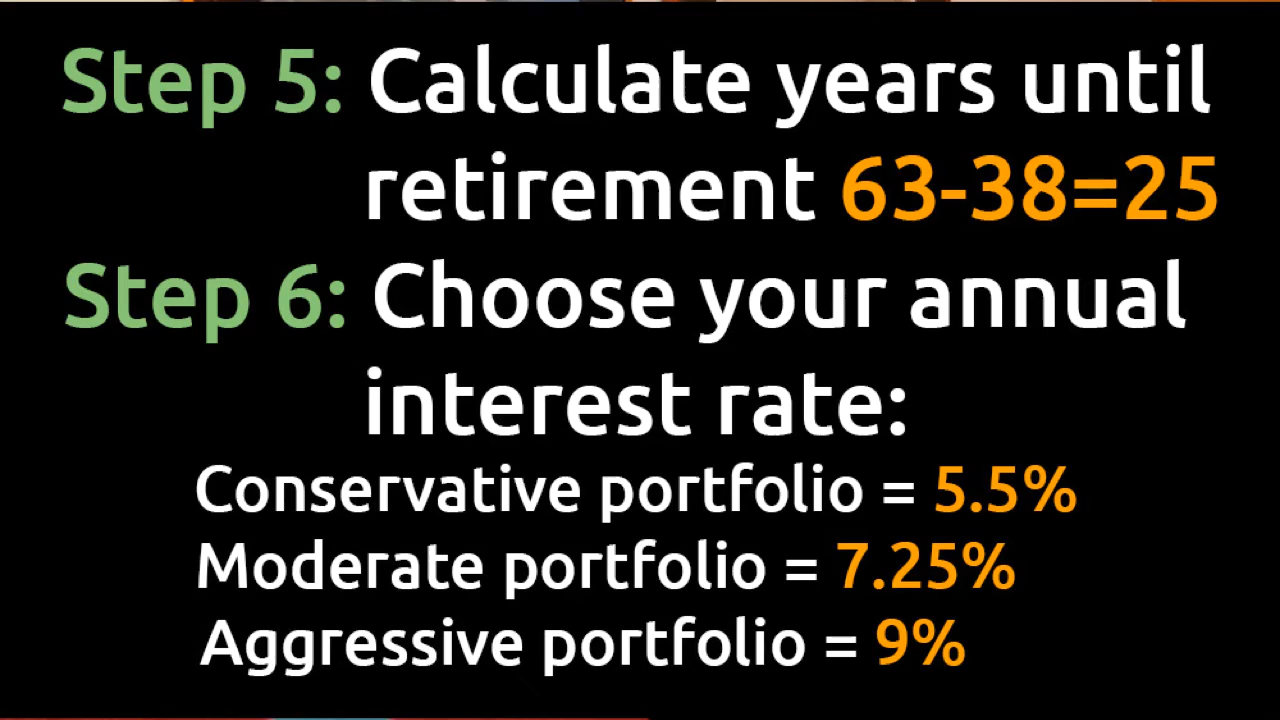 Step 5: Calculate years until
retirement 63-38=25
Step 6: Choose your annual
interest rate:
Conservative portfolio = 5.5%
Moderate portfolio = 7.25%
Aggressive portfolio = 9%